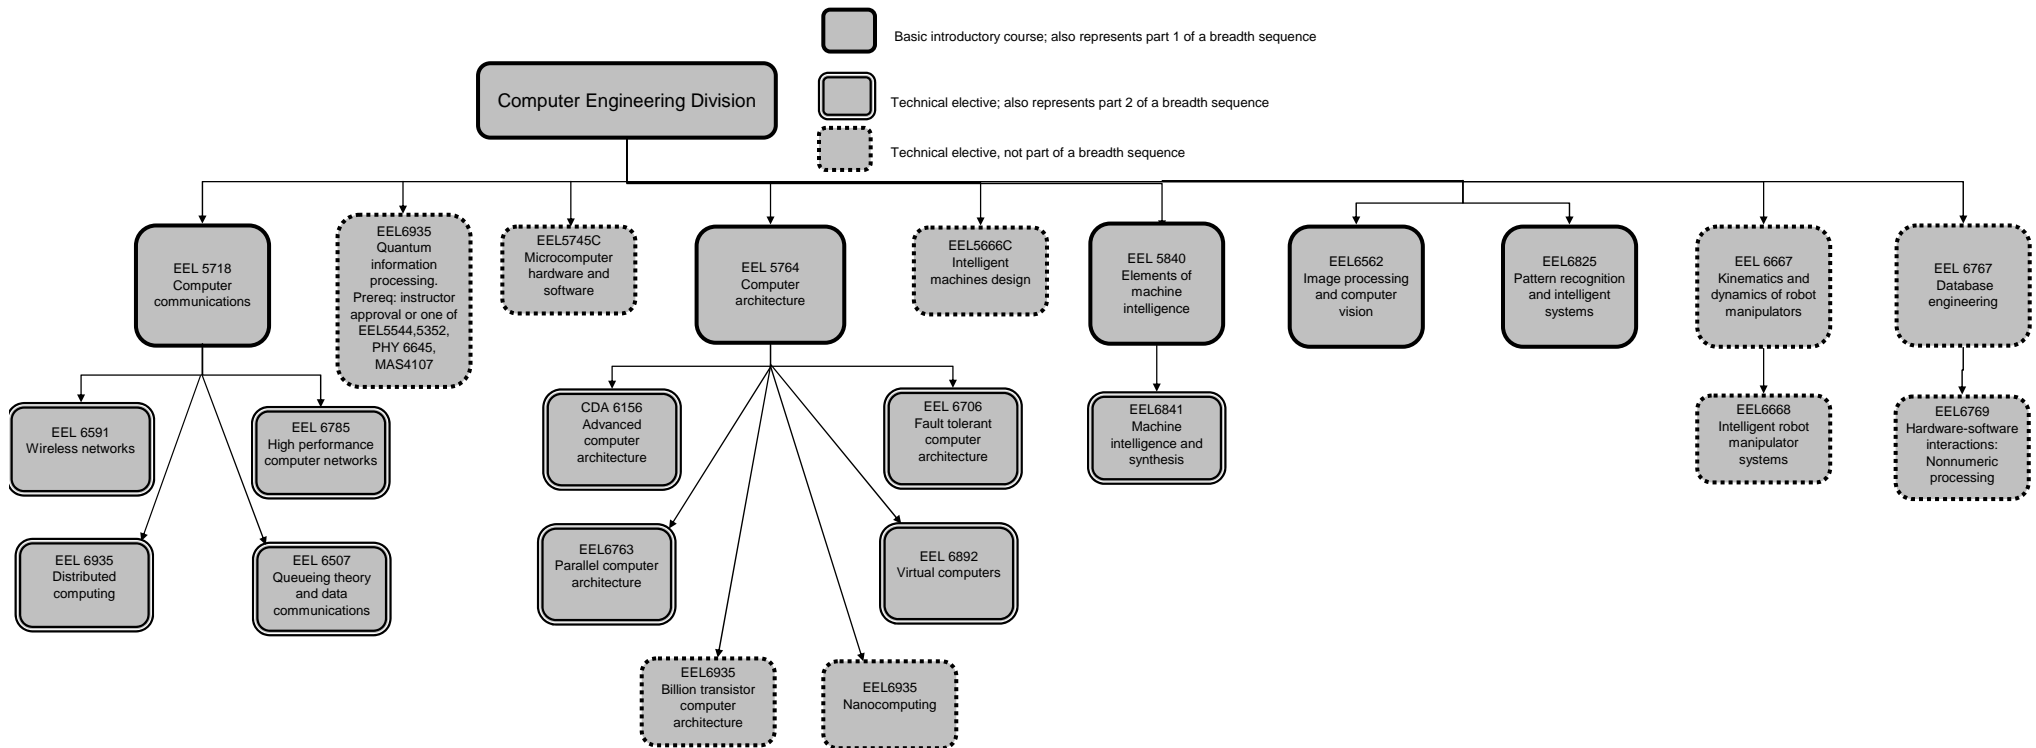 Basic introductory course; also represents part 1 of a breadth sequence
Computer Engineering Division
Technical elective; also represents part 2 of a breadth sequence
Technical elective, not part of a breadth sequence
EEL 5718
Computer
communications
EEL6935
Quantum
information
processing.
Prereq: instructor
approval or one of
EEL5544,5352,
PHY 6645,
MAS4107
EEL5745C
Microcomputer
hardware and
software
EEL 5764
Computer
architecture
EEL5666C
Intelligent
machines design
EEL 5840
Elements of
machine
intelligence
EEL6562
Image processing
and computer
vision
EEL6825
Pattern recognition
and intelligent
systems
EEL 6667
Kinematics and
dynamics of robot
manipulators
EEL 6767
Database
engineering
EEL 6591
Wireless networks
EEL 6785
High performance
computer networks
CDA 6156
Advanced
computer
architecture
EEL 6706
Fault tolerant
computer
architecture
EEL6841
Machine
intelligence and
synthesis
EEL6668
Intelligent robot
manipulator
systems
EEL6769
Hardware-software
interactions:
Nonnumeric
processing
EEL 6935
Distributed
computing
EEL 6507
Queueing theory
and data
communications
EEL6763
Parallel computer
architecture
EEL 6892
Virtual computers
EEL6935
Billion transistor
computer
architecture
EEL6935
Nanocomputing